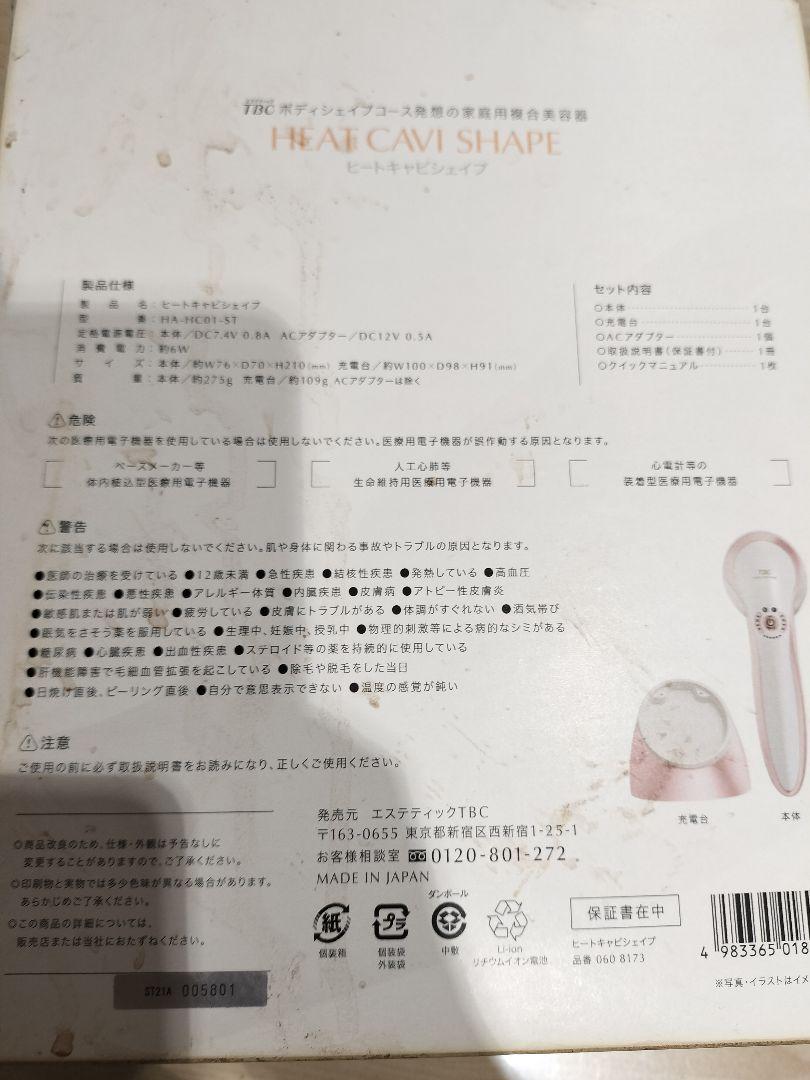 TBC ボディシェイプコース発想の家庭用複合美容器
HEAT CAVI SHAPE
ヒートキャビシェイプ
製品仕様
製品名：ヒートキャビシェイプ
型番：HA-HC01-ST
定格電源電圧：本体／DC7.4V 0.8A ACアダプター／DC12V 0.5A
消費電力：約6W
サイズ：本体／約W76×D70×H210(mm) 充電台／約W100×D98×H91(mm)
質量：本体／約275g 充電台／約109g ACアダプターは除く
セット内容
○本体 1台
○充電台 1台
○ACアダプター 1個
○取扱説明書（保証書付） 1冊
○クイックマニュアル 1枚
危険
次の医療用電子機器を使用している場合は使用しないでください。医療用電子機器が誤作動する原因となります。
ペースメーカー等
体内植込型医療用電子機器
人工心肺等
生命維持用医療用電子機器
心電計等の
装着型医療用電子機器
警告
次に該当する場合は使用しないでください。肌や身体に関わる事故やトラブルの原因となります。
●医師の治療を受けている ●12歳未満 ●急性疾患 ●結核性疾患 ●発熱している ●高血圧
●伝染性疾患 ●悪性疾患 ●アレルギー体質 ●内臓疾患 ●皮膚病 ●アトピー性皮膚炎
●敏感肌または肌が弱い ●疲労している ●皮膚にトラブルがある ●体調がすぐれない ●酒気帯び
●眠気をさそう薬を服用している ●生理中、妊娠中、授乳中 ●物理的刺激等による病的なシミがある
●糖尿病 ●心臓疾患 ●出血性疾患 ●ステロイド等の薬を持続的に使用している
●肝機能障害で毛細血管拡張を起こしている ●除毛や脱毛をした当日
●日焼け直後、ピーリング直後 ●自分で意思表示できない ●温度の感覚が鈍い
注意
ご使用の前に必ず取扱説明書をお読みになり、正しくご使用ください。
TBC
充電台
本体
◎商品改良のため、仕様・外観は予告なしに
変更することがありますので、ご了承ください。
◎印刷物と実物では多少色味が異なる場合があります。
あらかじめご了承ください。
◎この商品の詳細については、
販売店または当社におたずねください。
ST21A 005801
発売元 エステティックTBC
〒163-0655 東京都新宿区西新宿1-25-1
お客様相談室 0120-801-272
MADE IN JAPAN
紙
個装箱
プラ
個装袋
外装袋
ダンボール
中敷
Li-ion
リチウムイオン電池
保証書在中
ヒートキャビシェイプ
品番 060 8173
4 983365 018
※写真・イラストはイメ